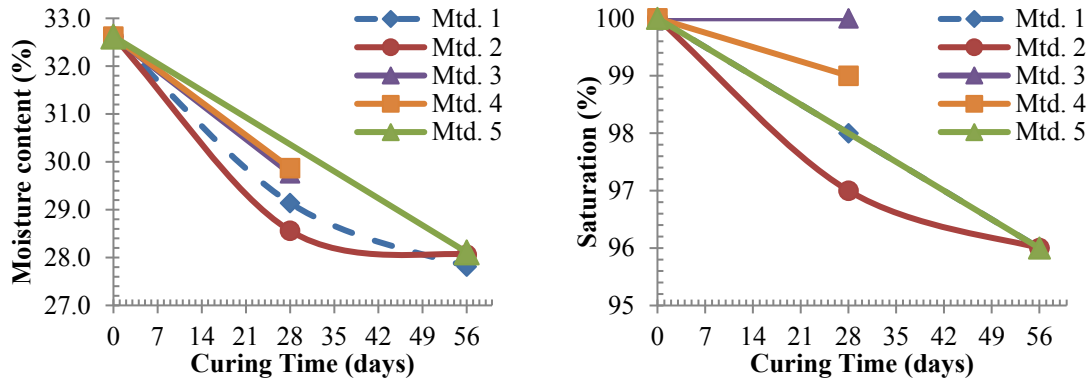 Moisture content (%)
33.0
32.0
31.0
30.0
29.0
28.0
27.0
0 7 14 21 28 35 42 49 56
Curing Time (days)
Mtd. 1
Mtd. 2
Mtd. 3
Mtd. 4
Mtd. 5
Saturation (%)
100
99
98
97
96
95
0 7 14 21 28 35 42 49 56
Curing Time (days)
Mtd. 1
Mtd. 2
Mtd. 3
Mtd. 4
Mtd. 5